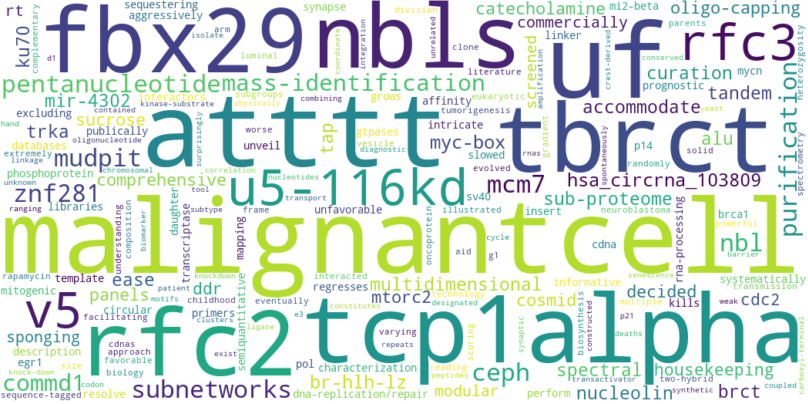 rt sequestering aggressively synapse division catecholamine mi2-beta oligo-capping parents
ku70 complementary fbx29 nbls commercially linker uf rfc3
d1 isolate arm luminal coordinate integration unrelated clone crest-derived amplification conserved
pentanucleotide mass-identification literature screened curation mycn heterozygosity
mir-4302 interactors subgroups grows affinity eukaryotic accommodate prognostic tandem
excluding kinase-substrate physically combining tumorigenesis yeast
hand sucrose contained worse gtpases intricate gradient rnas p14 alu
trka publically oligonucleotide surprisingly atttt unveil tap vesicle myc-box tbrct spontaneously solid purification
databases extremely mudpit diagnostic slowed randomly spectrometry
linkage chromosomal correlation nucleotides evolved
phosphoprotein comprehensive tool transport u5-116kd sv40 mcm7 hsa_circrna_103809
unknown znf281 libraries daughter subtype frame unfavorable illustrated insert sub-proteome neuroblastoma
ranging composition biomarker understanding transcriptase mapping oncoprotein cycle g1 aid cdna rna-processing brca1 powerful nbl barrier
malignantcell
rapamycin template patient knockdown interacted regresses technology designated informative multiple senescence systematically transmission
mitogenic motifs ease ddr multidimensional cosmid decided kills weak cdc2
v5 panels childhood clusters primers semiquantitative eventually constitutes mtorc2 scoring biosynthesis constructed p21 deaths
sponging circular facilitating rfc2 ligase e3 tcp1alpha varying repeats synaptic carboxyl-terminal
description egr1 cdnas approach favorable exist pol characterization reading peptides spectral transactivator housekeeping
know-down size biology ceph two-hybrid
commd1 codon subnetworks br-hlh-lz modular nucleolin brct coupled
sequence-tagged resolve dna-replication/repair perform